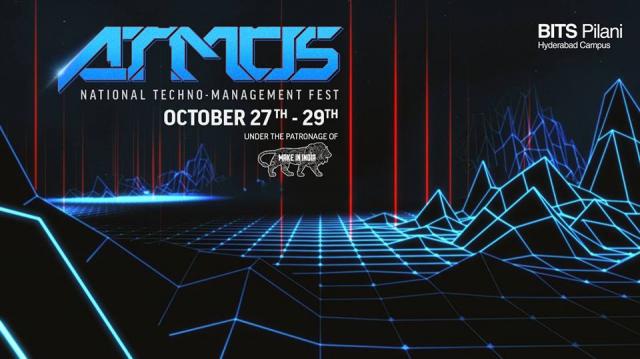 ATMOS
NATIONAL TECHNO-MANAGEMENT FEST
OCTOBER 27TH - 29TH
UNDER THE PATRONAGE OF
MAKE IN INDIA
BITS Pilani
Hyderabad Campus